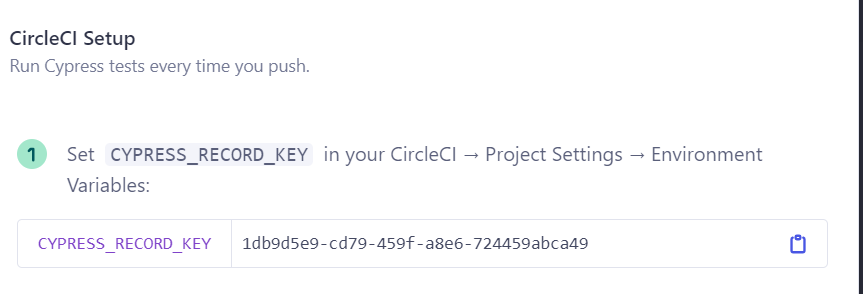 CircleCI Setup
Run Cypress tests every time you push.
1 Set CYPRESS_RECORD_KEY in your CircleCI → Project Settings → Environment
Variables:
CYPRESS_RECORD_KEY 1db9d5e9-cd79-459f-a8e6-724459abca49